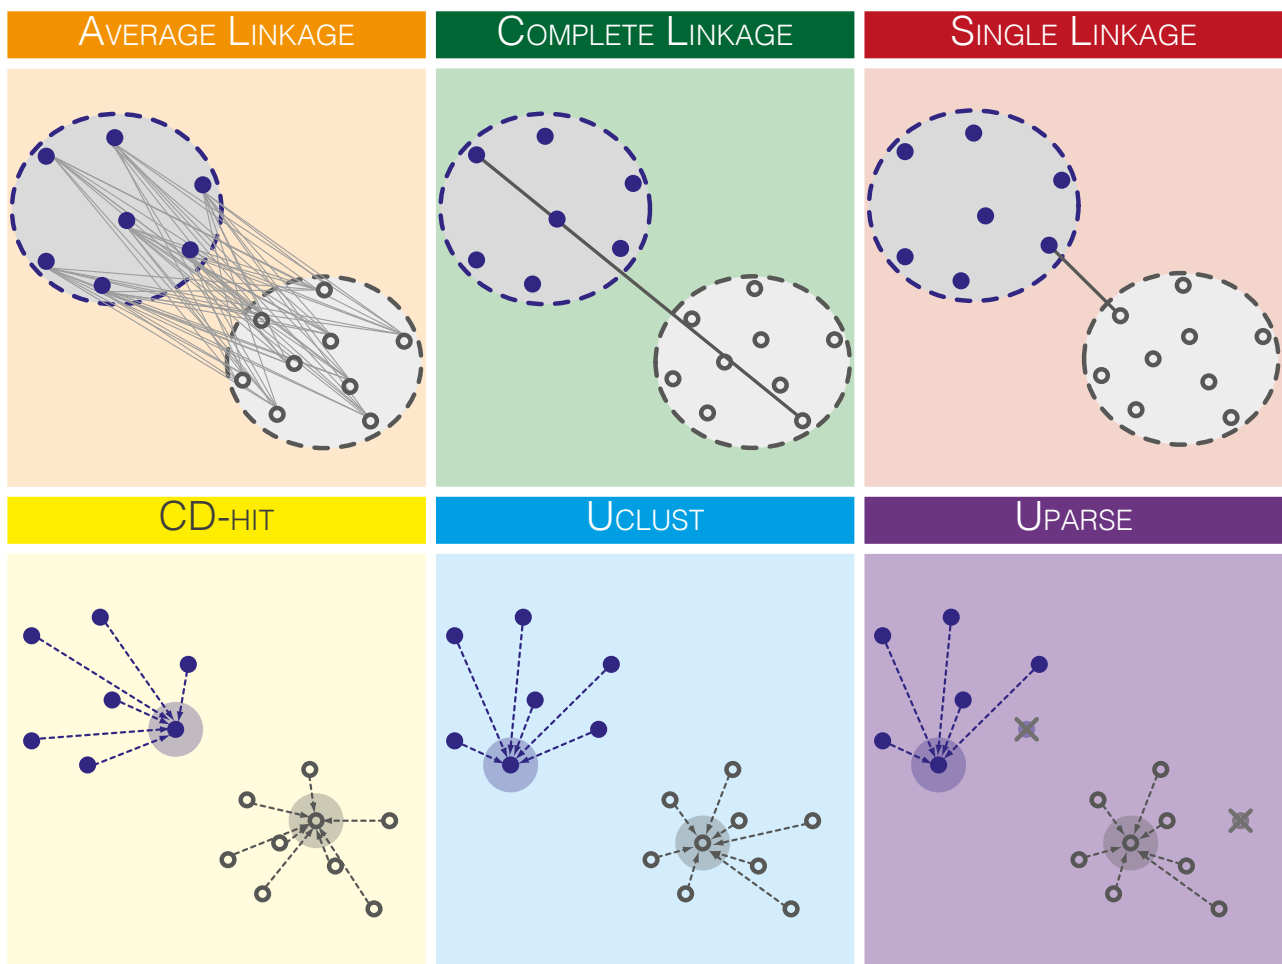 AVERAGE LINKAGE
COMPLETE LINKAGE
SINGLE LINKAGE
CD-HIT
UCLUST
UPARSE